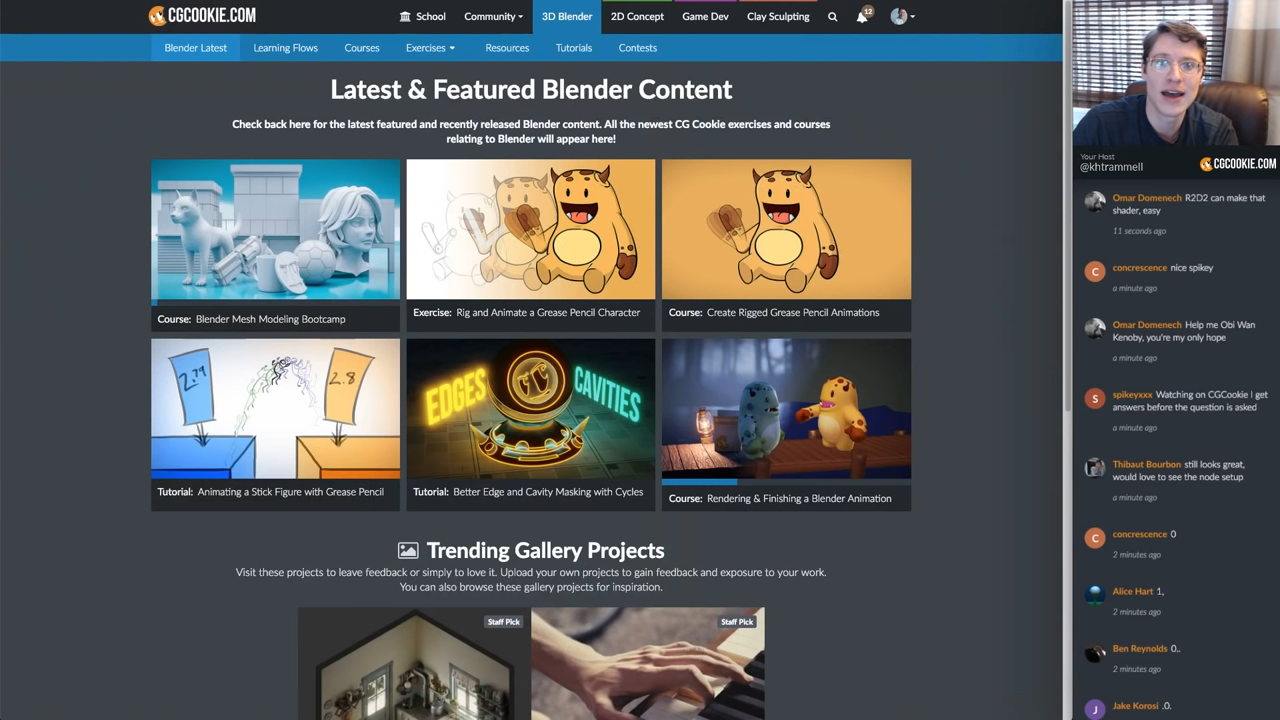 CGCOOKIE.COM
School
Community
3D Blender
2D Concept
Game Dev
Clay Sculpting
12
Blender Latest
Learning Flows
Courses
Exercises
Resources
Tutorials
Contests
Latest & Featured Blender Content
Check back here for the latest featured and recently released Blender content. All the newest CG Cookie exercises and courses
relating to Blender will appear here!
Course: Blender Mesh Modeling Bootcamp
Exercise: Rig and Animate a Grease Pencil Character
Course: Create Rigged Grease Pencil Animations
2.79
2.8
EDGES
CAVITIES
Tutorial: Animating a Stick Figure with Grease Pencil
Tutorial: Better Edge and Cavity Masking with Cycles
Course: Rendering & Finishing a Blender Animation
Trending Gallery Projects
Visit these projects to leave feedback or simply to love it. Upload your own projects to gain feedback and exposure to your work.
You can also browse these gallery projects for inspiration.
Staff Pick
Staff Pick
Your Host
@khtrammell
CGCOOKIE.COM
Omar Domenech R2D2 can make that
shader, easy
11 seconds ago
C
concrescence nice spikey
a minute ago
Omar Domenech Help me Obi Wan
Kenoby, you're my only hope
a minute ago
S
spikeyxxx Watching on CGCookie I get
answers before the question is asked
a minute ago
Thibaut Bourbon still looks great,
would love to see the node setup
a minute ago
C
concrescence 0
2 minutes ago
Alice Hart 1,
2 minutes ago
Ben Reynolds 0..
2 minutes ago
J
Jake Korosi .0.